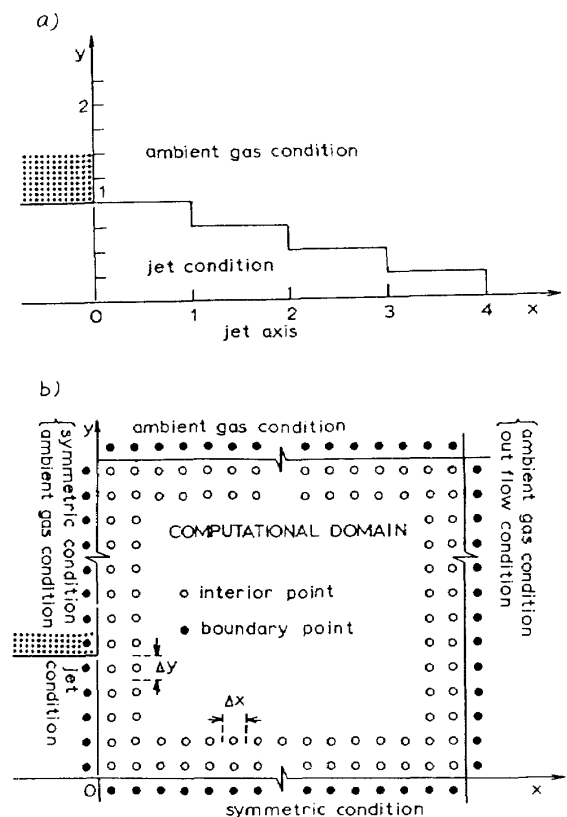 a)
y
2
ambient gas condition
1
jet condition
0 1 2 3 4 x
jet axis
b)
y
ambient gas condition
symmetric condition
ambient gas condition
jet condition
ambient gas condition
out flow condition
COMPUTATIONAL DOMAIN
interior point
boundary point
Δy
Δx
0
x
symmetric condition